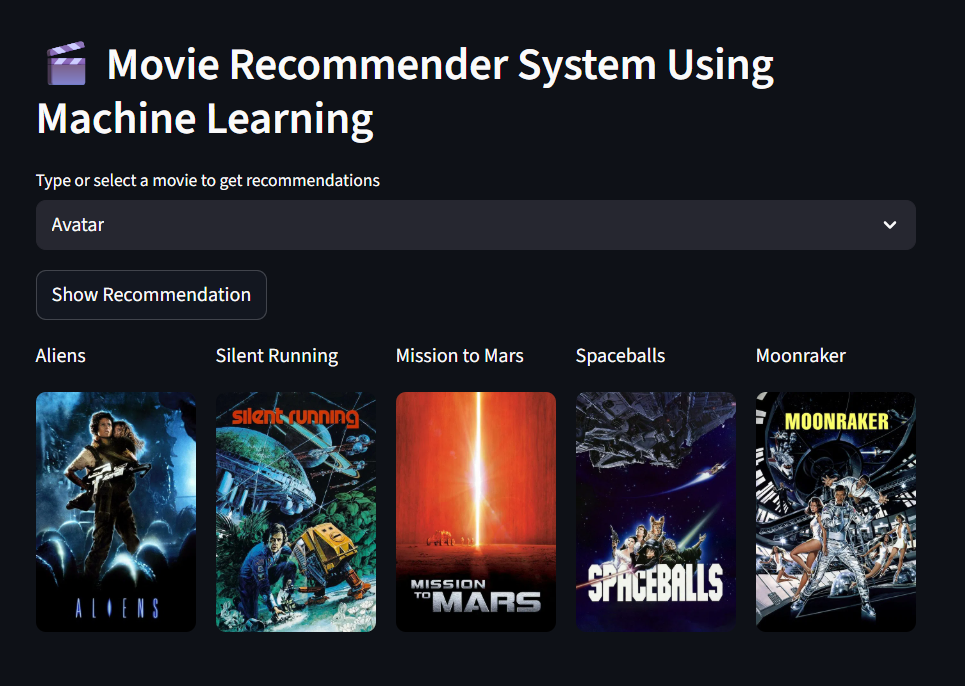 Movie Recommender System Using
Machine Learning
Type or select a movie to get recommendations
Avatar
Show Recommendation
Aliens
Silent Running
Mission to Mars
Spaceballs
Moonraker
ALIENS
silent running
MISSION
TO MARS
SPACEBALLS
MOONRAKER